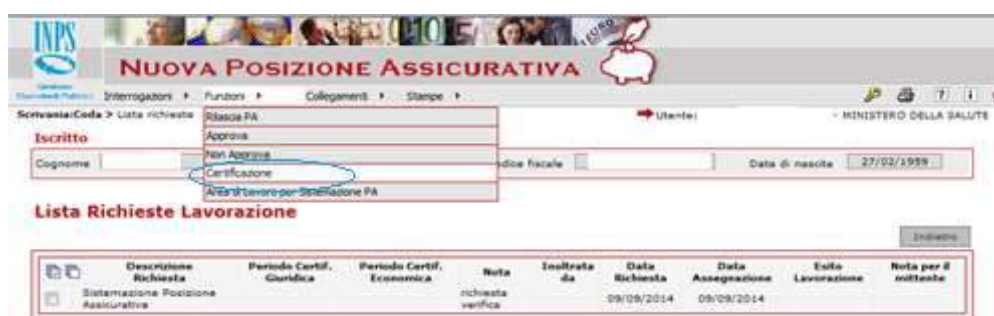 INPS
NUOVA POSIZIONE ASSICURATIVA
Interrogazioni Funzioni Collegamenti Stampe
Scrivania:Coda > Lista richieste
Rilascia PA
Utente:
- MINISTERO DELLA SALUTE
Approva
Iscritto
Non Approva
Cognome
Codice fiscale
Data di nascita 27/02/1959
Certificazione
Area di Lavoro per Sistemazione PA
Lista Richieste Lavorazione
Indietro
Descrizione Richiesta Periodo Certif. Giuridica Periodo Certif. Economica Nota Inoltrata da Data Richiesta Data Assegnazione Esito Lavorazione Nota per il mittente
Sistemazione Posizione Assicurativa richiesta verifica 09/09/2014 09/09/2014